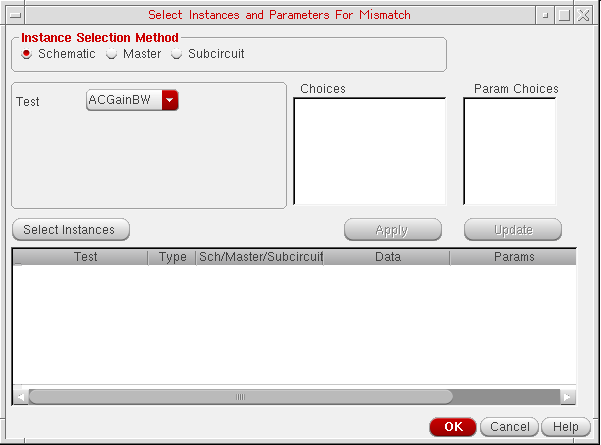 Select Instances and Parameters For Mismatch
Instance Selection Method
Schematic Master Subcircuit
Test ACGainBW
Choices Param Choices
Select Instances Apply Update
Test Type Sch/Master/Subcircuit Data Params
OK Cancel Help